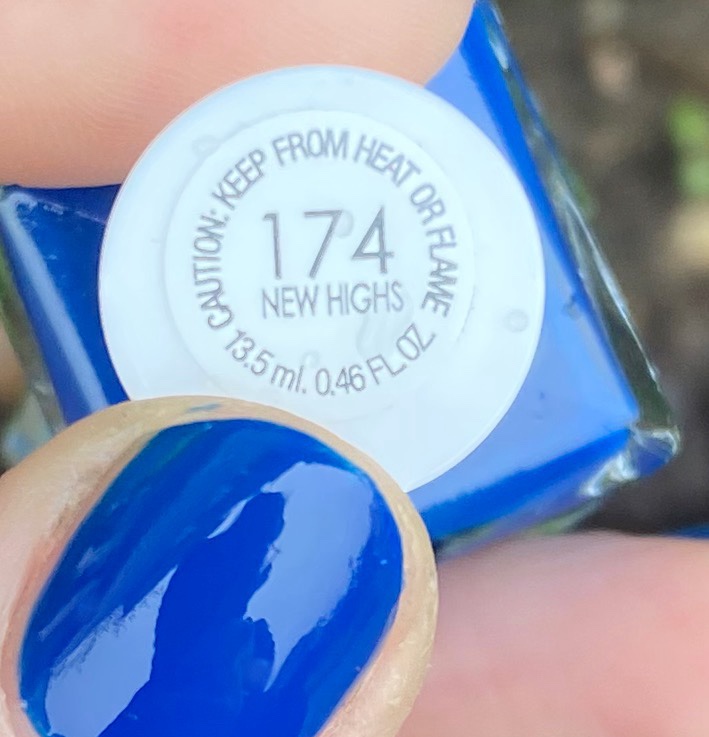 CAUTION: KEEP FROM HEAT OR FLAME
174
NEW HIGHS
13.5 ml. 0.46 FL OZ